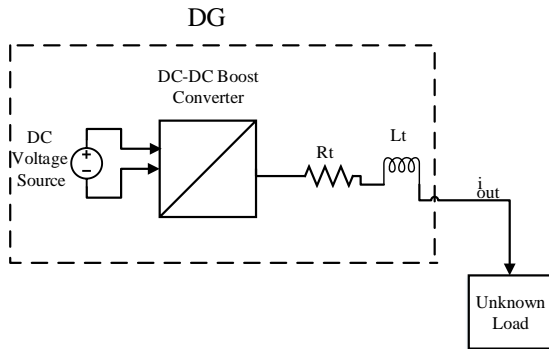 DG
DC-DC Boost
Converter
DC
Voltage
Source
+
−
Rt
Lt
i
out
Unknown
Load